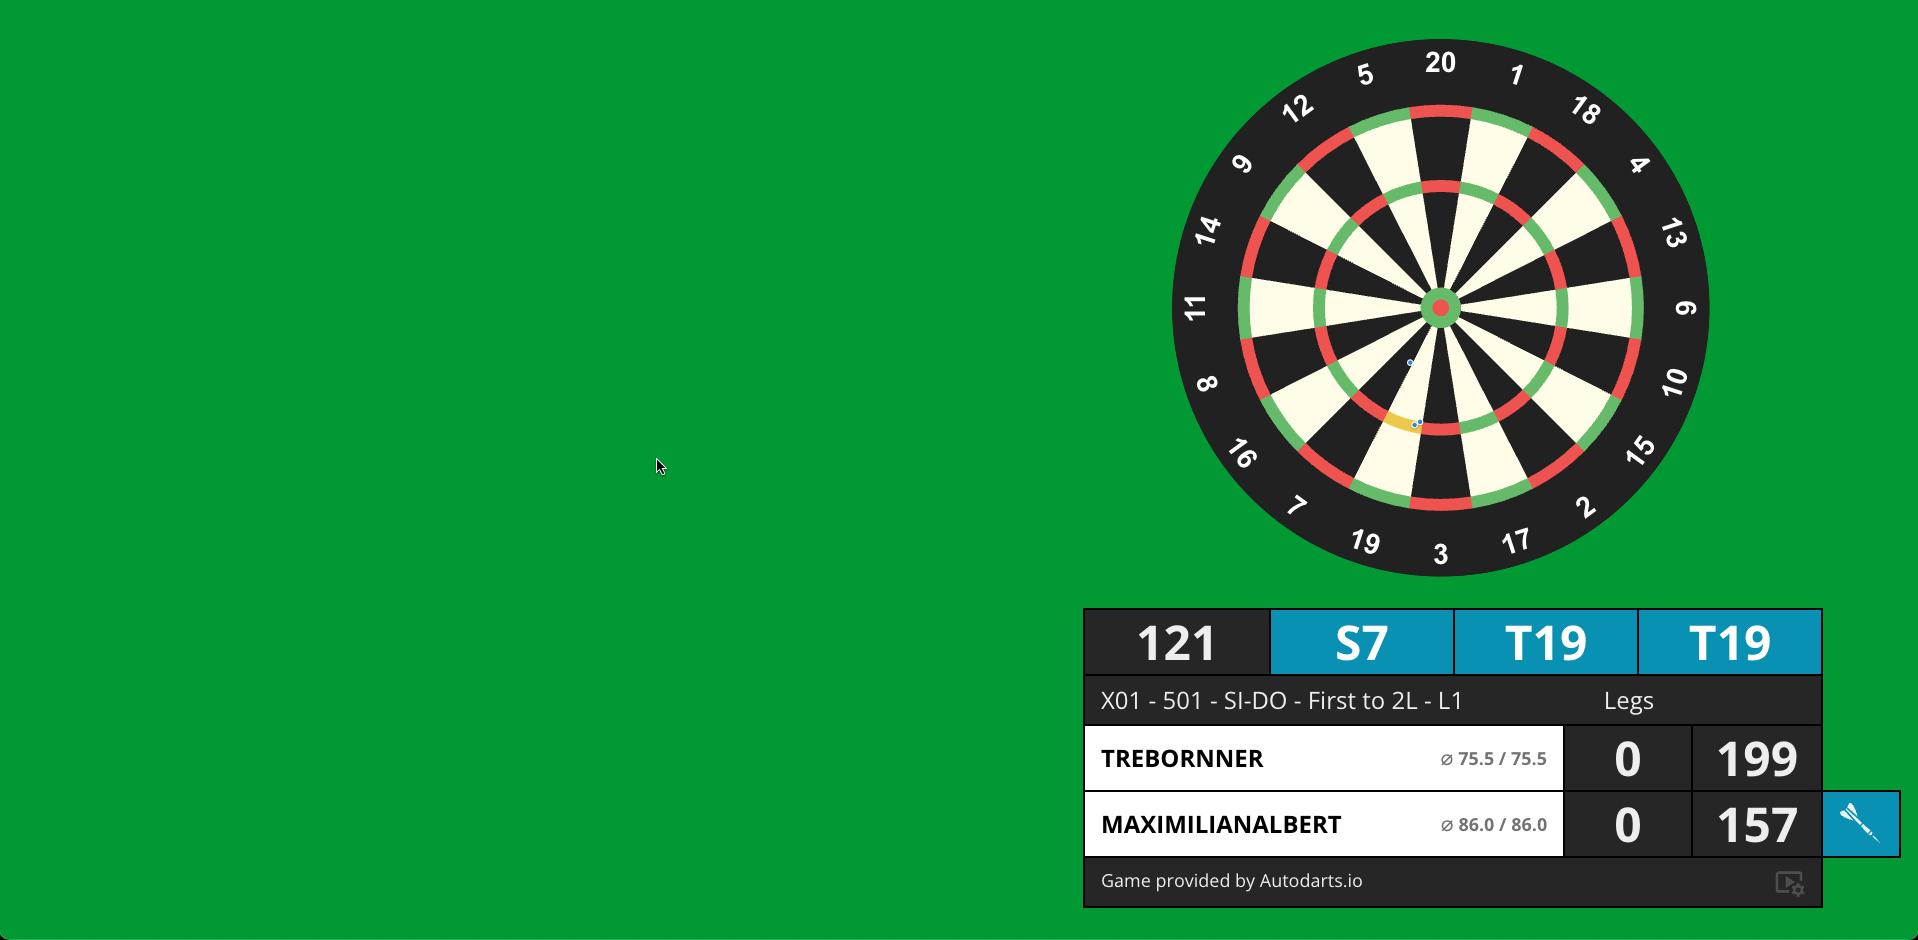 20
5 1
12 18
9 4
14 13
11 6
8 10
16 15
7 2
19 17
3
121 S7 T19 T19
X01 - 501 - SI-DO - First to 2L - L1 Legs
TREBORNNER ⌀ 75.5 / 75.5 0 199
MAXIMILIANALBERT ⌀ 86.0 / 86.0 0 157
Game provided by Autodarts.io